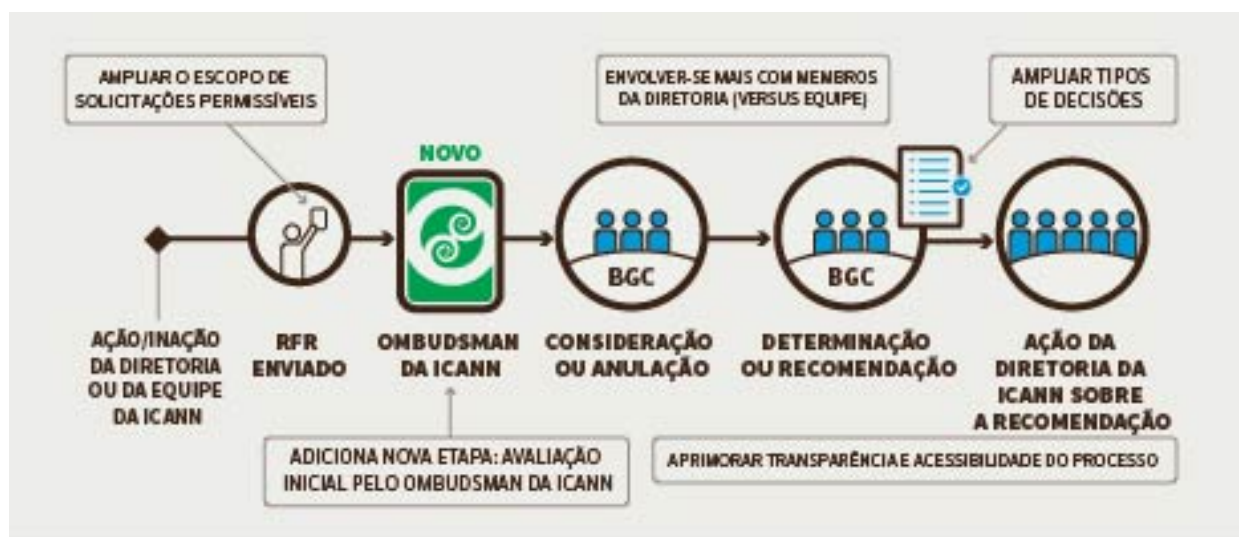 AMPLIAR O ESCOPO DE
SOLICITAÇÕES PERMISSÍVEIS
ENVOLVER-SE MAIS COM MEMBROS
DA DIRETORIA (VERSUS EQUIPE)
AMPLIAR TIPOS
DE DECISÕES
NOVO
BGC
BGC
AÇÃO/INAÇÃO
DA DIRETORIA
OU DA EQUIPE
DA ICANN
RFR
ENVIADO
OMBUDSMAN
DA ICANN
CONSIDERAÇÃO
OU ANULAÇÃO
DETERMINAÇÃO
OU RECOMENDAÇÃO
AÇÃO DA
DIRETORIA DA
ICANN SOBRE
A RECOMENDAÇÃO
ADICIONA NOVA ETAPA: AVALIAÇÃO
INICIAL PELO OMBUDSMAN DA ICANN
APRIMORAR TRANSPARÊNCIA E ACESSIBILIDADE DO PROCESSO